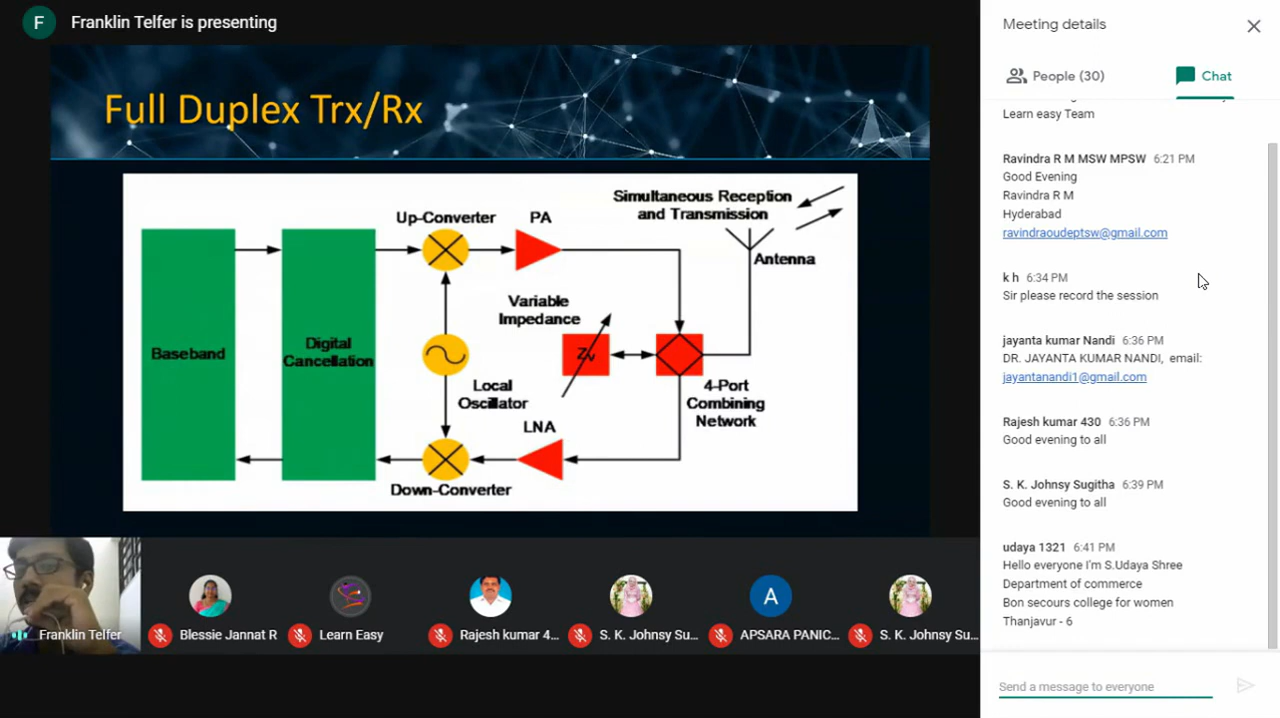 F
Franklin Telfer is presenting
Full Duplex Trx/Rx
Up-Converter
PA
Simultaneous Reception
and Transmission
Antenna
Variable
Impedance
Baseband
Digital
Cancellation
Zv
Local
Oscillator
4-Port
Combining
Network
LNA
Down-Converter
Franklin Telfer
Blessie Jannat R
Learn Easy
Rajesh kumar 4...
S. K. Johnsy Su...
A
APSARA PANIC...
S. K. Johnsy Su...
Meeting details
People (30)
Chat
Learn easy Team
Ravindra R M MSW MPSW 6:21 PM
Good Evening
Ravindra R M
Hyderabad
ravindraoudeptsw@gmail.com
k h 6:34 PM
Sir please record the session
jayanta kumar Nandi 6:36 PM
DR. JAYANTA KUMAR NANDI, email:
jayantanandi1@gmail.com
Rajesh kumar 430 6:36 PM
Good evening to all
S. K. Johnsy Sugitha 6:39 PM
Good evening to all
udaya 1321 6:41 PM
Hello everyone I'm S.Udaya Shree
Department of commerce
Bon secours college for women
Thanjavur - 6
Send a message to everyone